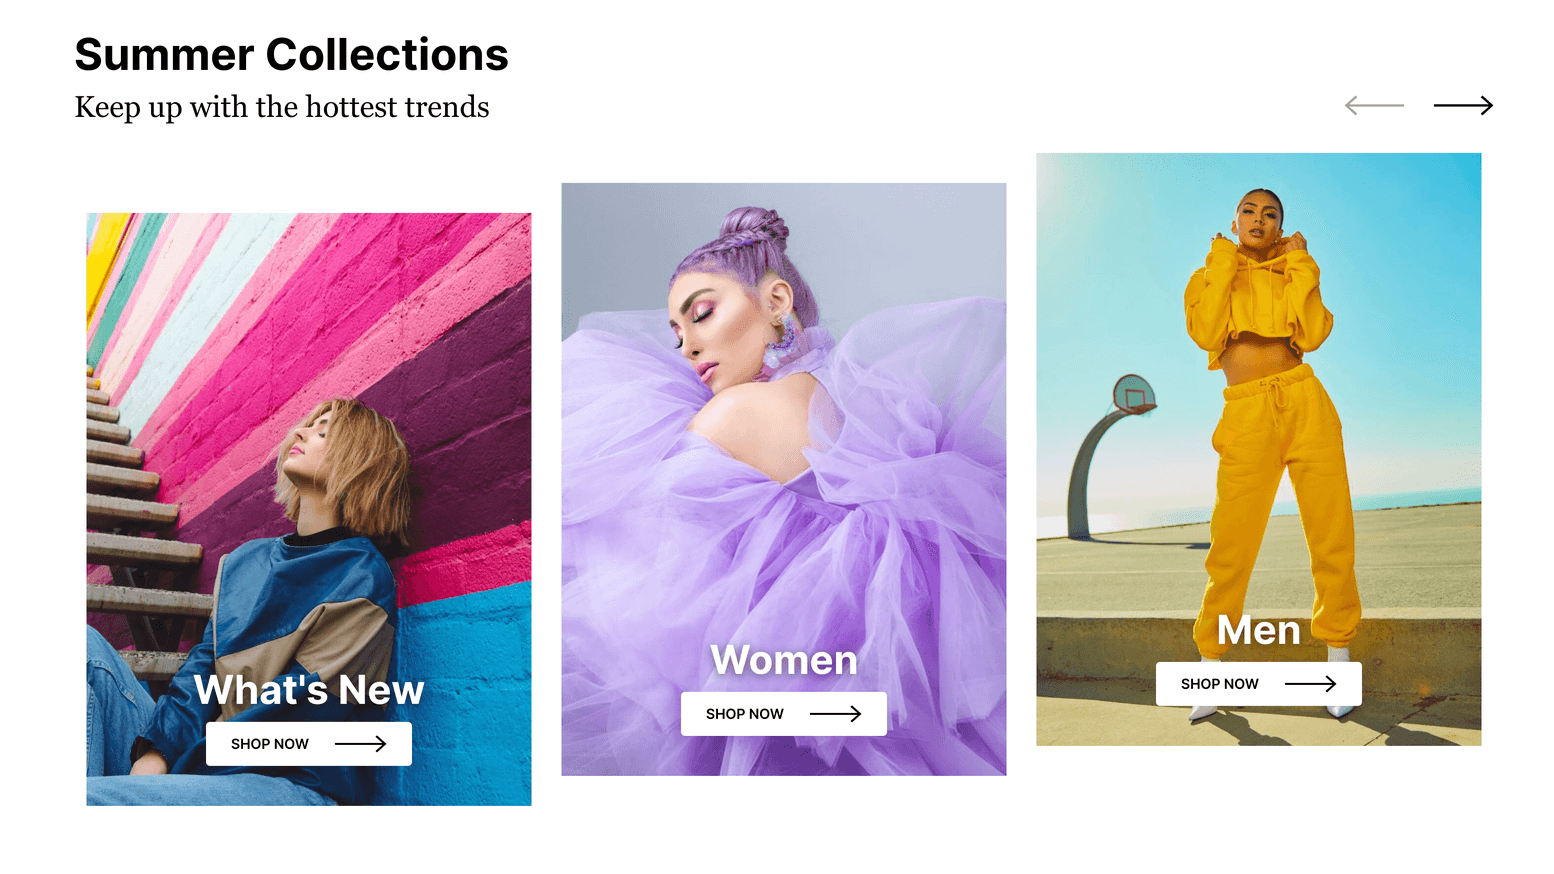 Summer Collections
Keep up with the hottest trends
What's New
SHOP NOW
Women
SHOP NOW
Men
SHOP NOW